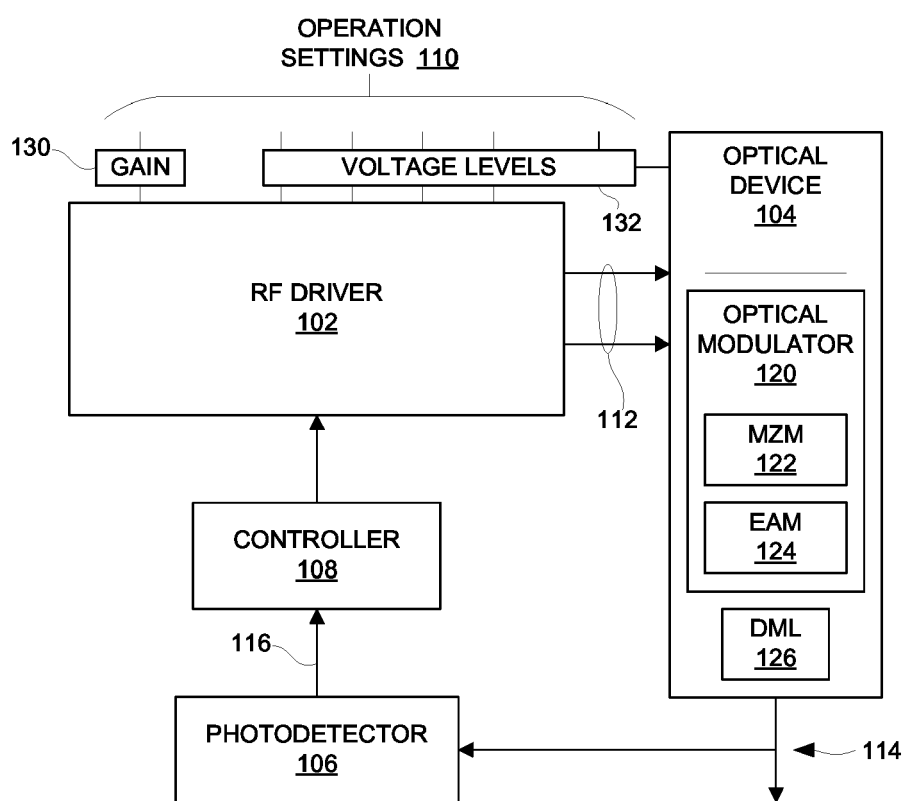 OPERATION
SETTINGS 110
130
GAIN
VOLTAGE LEVELS
132
OPTICAL
DEVICE
104
RF DRIVER
102
112
OPTICAL
MODULATOR
120
MZM
122
EAM
124
CONTROLLER
108
DML
126
116
PHOTODETECTOR
106
114